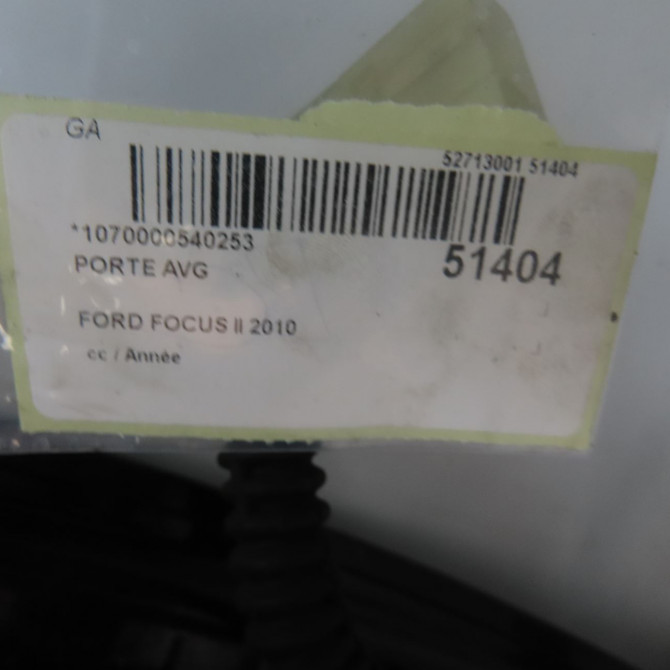 GA
52713001 51404
*1070000540253
51404
PORTE AVG
FORD FOCUS II 2010
cc / Année